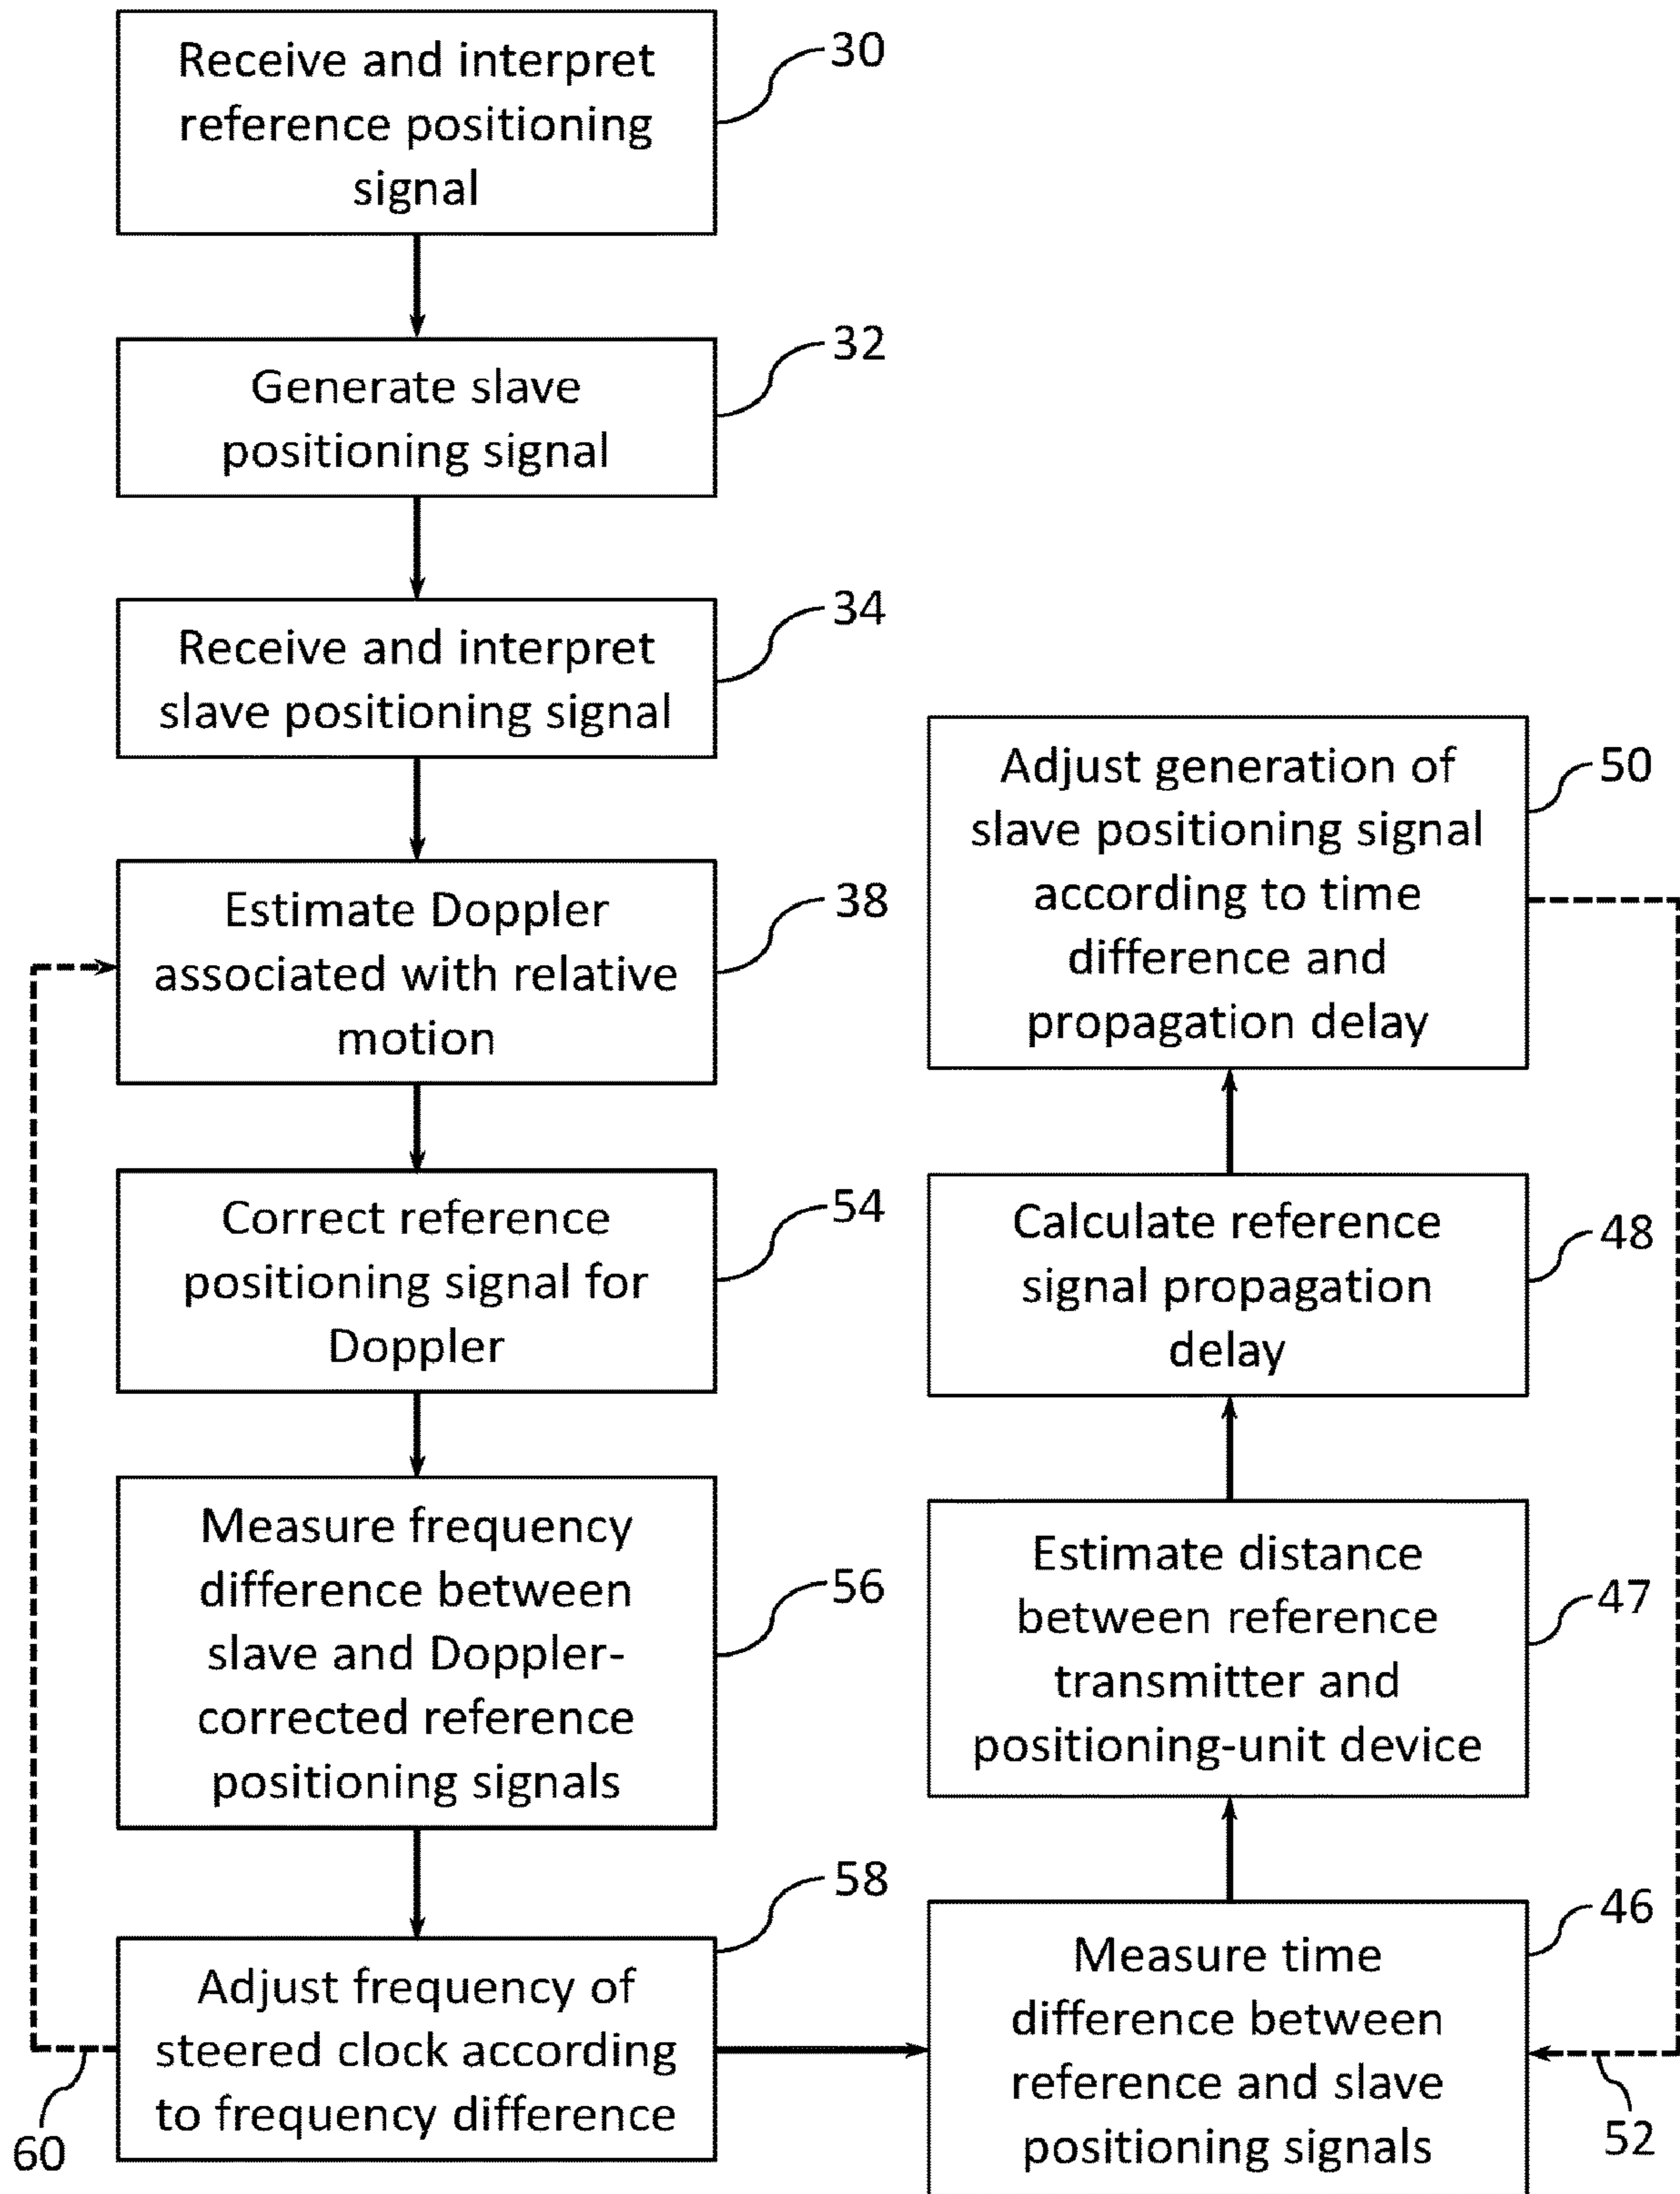 Receive and interpret
reference positioning
signal
30
Generate slave
positioning signal
32
Receive and interpret
slave positioning signal
34
Estimate Doppler
associated with relative
motion
38
Correct reference
positioning signal for
Doppler
54
Measure frequency
difference between
slave and Doppler-
corrected reference
positioning signals
56
Adjust frequency of
steered clock according
to frequency difference
58
60
Measure time
difference between
reference and slave
positioning signals
46
52
Estimate distance
between reference
transmitter and
positioning-unit device
47
Calculate reference
signal propagation
delay
48
Adjust generation of
slave positioning signal
according to time
difference and
propagation delay
50